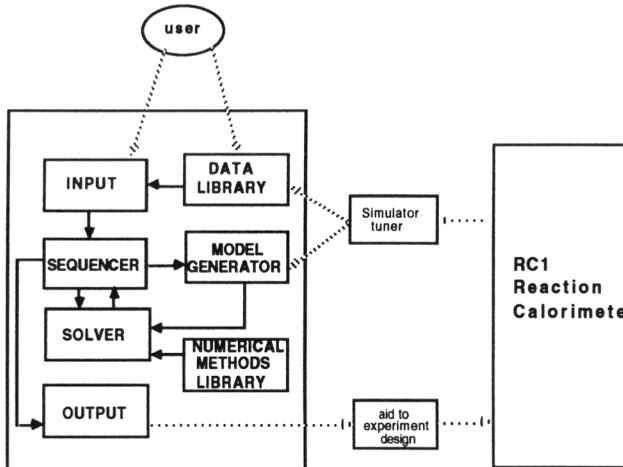 user
INPUT
DATA
LIBRARY
Simulator
tuner
SEQUENCER
MODEL
GENERATOR
RC1
Reaction
Calorimete
SOLVER
NUMERICAL
METHODS
LIBRARY
OUTPUT
aid to
experiment
design